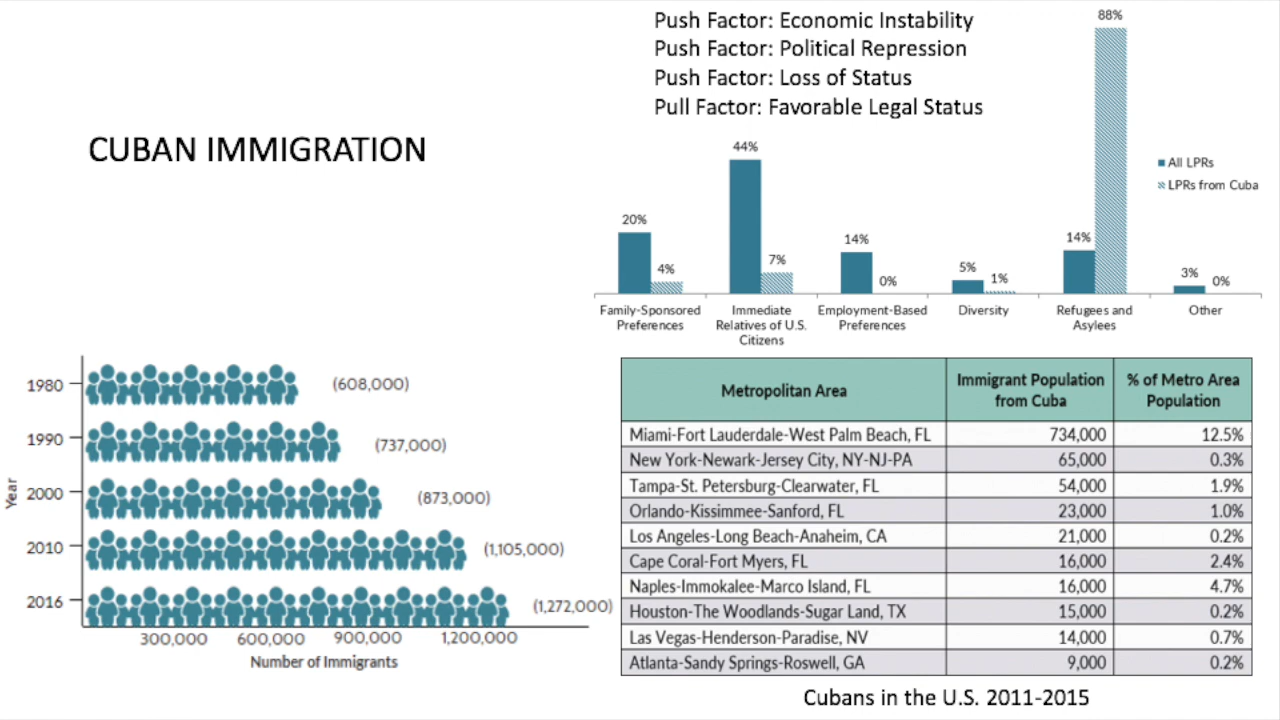 CUBAN IMMIGRATION
Push Factor: Economic Instability
Push Factor: Political Repression
Push Factor: Loss of Status
Pull Factor: Favorable Legal Status
88%
44%
20%
4%
7%
14%
0%
5%
1%
14%
3%
0%
All LPRs
LPRs from Cuba
Family-Sponsored
Preferences
Immediate
Relatives of U.S.
Citizens
Employment-Based
Preferences
Diversity
Refugees and
Asylees
Other
Year
1980 (608,000)
1990 (737,000)
2000 (873,000)
2010 (1,105,000)
2016 (1,272,000)
300,000 600,000 900,000 1,200,000
Number of Immigrants
Metropolitan Area
Immigrant Population
from Cuba
% of Metro Area
Population
Miami-Fort Lauderdale-West Palm Beach, FL 734,000 12.5%
New York-Newark-Jersey City, NY-NJ-PA 65,000 0.3%
Tampa-St. Petersburg-Clearwater, FL 54,000 1.9%
Orlando-Kissimmee-Sanford, FL 23,000 1.0%
Los Angeles-Long Beach-Anaheim, CA 21,000 0.2%
Cape Coral-Fort Myers, FL 16,000 2.4%
Naples-Immokalee-Marco Island, FL 16,000 4.7%
Houston-The Woodlands-Sugar Land, TX 15,000 0.2%
Las Vegas-Henderson-Paradise, NV 14,000 0.7%
Atlanta-Sandy Springs-Roswell, GA 9,000 0.2%
Cubans in the U.S. 2011-2015